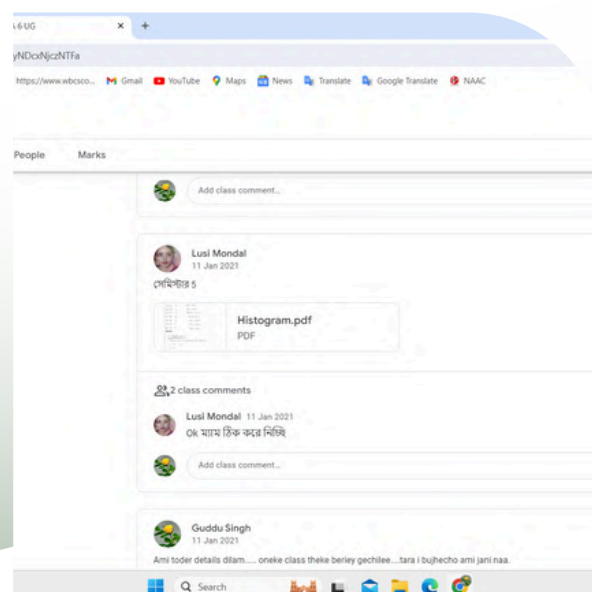 6 UG
yNDcxNjczNTFa
https://www.wbcsco... Gmail YouTube Maps News Translate Google Translate NAAC
People Marks
Add class comment...
Lusi Mondal
11 Jan 2021
সেমিস্টার 5
Histogram.pdf
PDF
2 class comments
Lusi Mondal 11 Jan 2021
Ok ম্যাম ঠিক করে নিচ্ছি
Add class comment...
Guddu Singh
11 Jan 2021
Ami toder details dilam..... oneke class theke beriey gechilee....tara i bujhecho ami jani naa.
Search